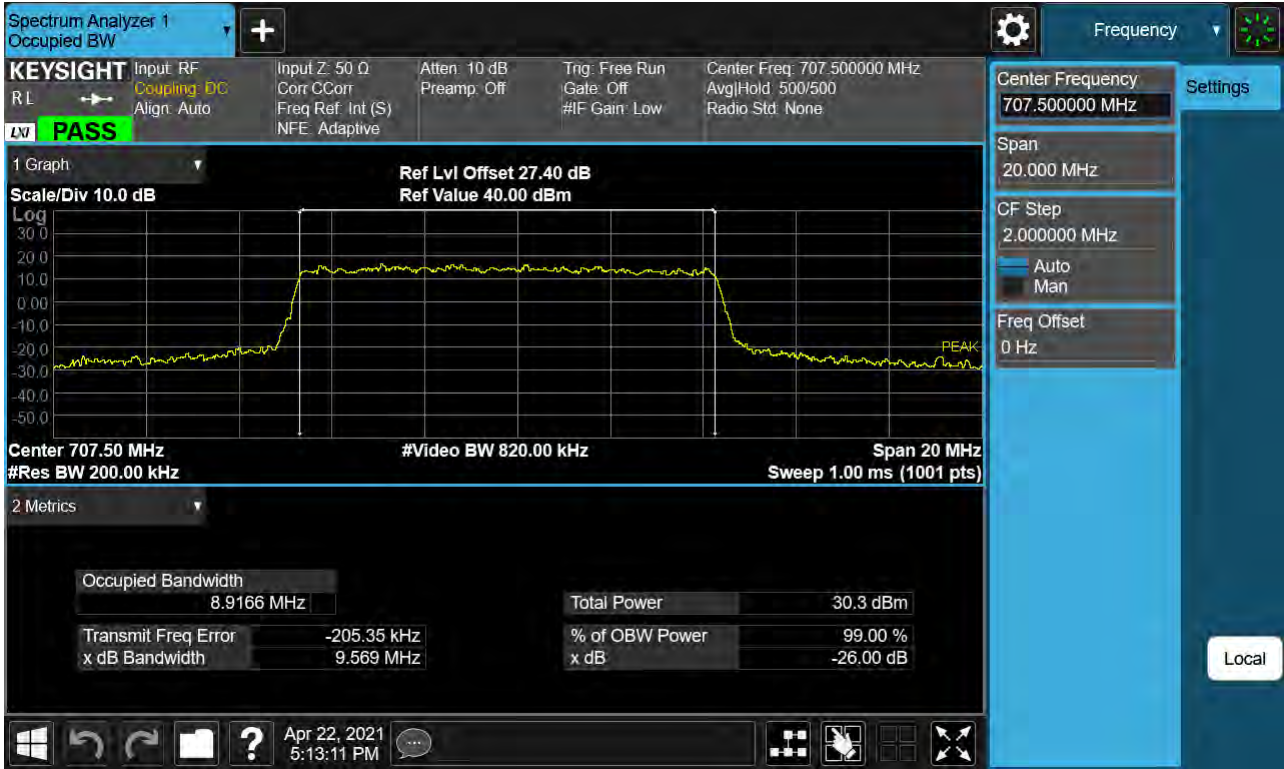 Spectrum Analyzer 1
Occupied BW
Frequency
KEYSIGHT
RL
LXI PASS
Input: RF
Coupling: DC
Align: Auto
Input Z: 50 Ω
Corr CCorr
Freq Ref: Int (S)
NFE: Adaptive
Atten: 10 dB
Preamp: Off
Trig: Free Run
Gate: Off
#IF Gain: Low
Center Freq: 707.500000 MHz
Avg|Hold: 500/500
Radio Std: None
1 Graph
Scale/Div 10.0 dB
Ref Lvl Offset 27.40 dB
Ref Value 40.00 dBm
Log
30.0
20.0
10.0
0.00
-10.0
-20.0
-30.0
-40.0
-50.0
PEAK
Center 707.50 MHz
#Video BW 820.00 kHz
Span 20 MHz
#Res BW 200.00 kHz
Sweep 1.00 ms (1001 pts)
2 Metrics
Occupied Bandwidth
8.9166 MHz
Total Power 30.3 dBm
Transmit Freq Error -205.35 kHz
% of OBW Power 99.00 %
x dB Bandwidth 9.569 MHz
x dB -26.00 dB
Center Frequency
707.500000 MHz
Settings
Span
20.000 MHz
CF Step
2.000000 MHz
Auto
Man
Freq Offset
0 Hz
Local
?
Apr 22, 2021
5:13:11 PM